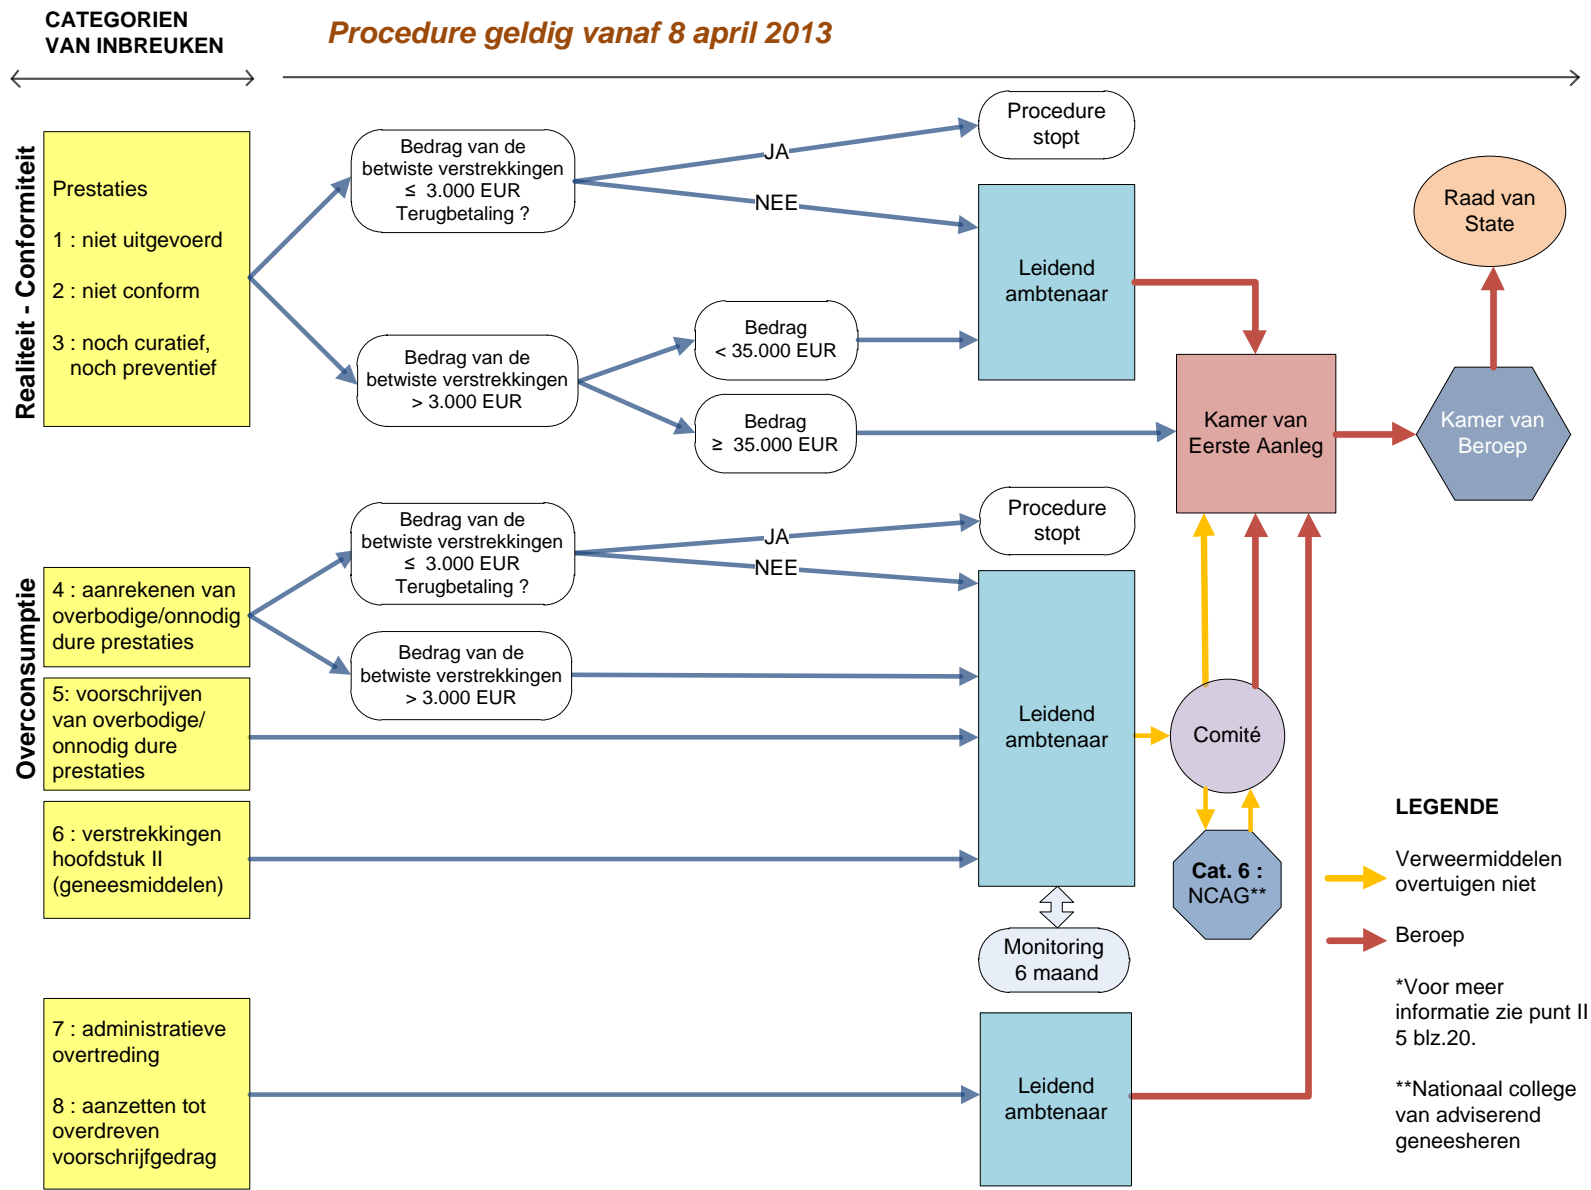 CATEGORIEN
VAN INBREUKEN
Procedure geldig vanaf 8 april 2013
Realiteit - Conformiteit
Prestaties
1 : niet uitgevoerd
2 : niet conform
3 : noch curatief,
noch preventief
Bedrag van de
betwiste verstrekkingen
≤ 3.000 EUR
Terugbetaling ?
JA
NEE
Procedure
stopt
Bedrag van de
betwiste verstrekkingen
> 3.000 EUR
Bedrag
< 35.000 EUR
Bedrag
≥ 35.000 EUR
Leidend
ambtenaar
Kamer van
Eerste Aanleg
Kamer van
Beroep
Raad van
State
Overconsumptie
4 : aanrekenen van
overbodige/onnodig
dure prestaties
5: voorschrijven
van overbodige/
onnodig dure
prestaties
6 : verstrekkingen
hoofdstuk II
(geneesmiddelen)
Bedrag van de
betwiste verstrekkingen
≤ 3.000 EUR
Terugbetaling ?
JA
NEE
Procedure
stopt
Bedrag van de
betwiste verstrekkingen
> 3.000 EUR
Leidend
ambtenaar
Comité
Cat. 6 :
NCAG**
Monitoring
6 maand
7 : administratieve
overtreding
8 : aanzetten tot
overdreven
voorschrijfgedrag
Leidend
ambtenaar
LEGENDE
Verweermiddelen
overtuigen niet
Beroep
*Voor meer
informatie zie punt II
5 blz.20.
**Nationaal college
van adviserend
geneesheren